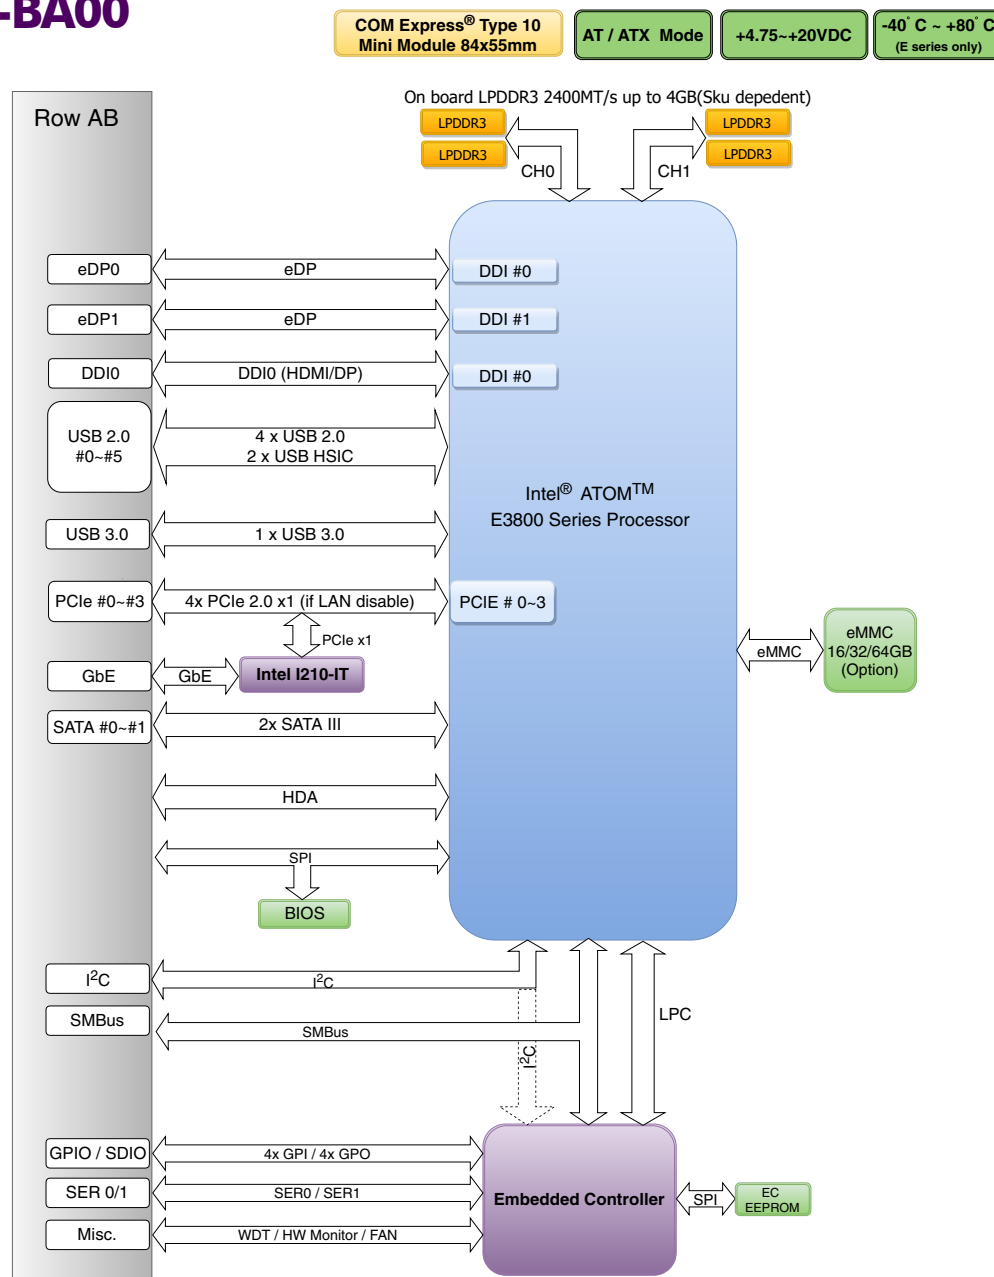 -BA00
COM Express® Type 10
Mini Module 84x55mm
AT / ATX Mode
+4.75~+20VDC
-40° C ~ +80° C
(E series only)
On board LPDDR3 2400MT/s up to 4GB(Sku depedent)
Row AB
LPDDR3
LPDDR3
LPDDR3
LPDDR3
CH0
CH1
eDP0
eDP
DDI #0
eDP1
eDP
DDI #1
DDI0
DDI0 (HDMI/DP)
DDI #0
USB 2.0
#0~#5
4 x USB 2.0
2 x USB HSIC
Intel® ATOM™
E3800 Series Processor
USB 3.0
1 x USB 3.0
PCIe #0~#3
4x PCIe 2.0 x1 (if LAN disable)
PCIE # 0~3
PCIe x1
eMMC
eMMC
16/32/64GB
(Option)
GbE
GbE
Intel I210-IT
SATA #0~#1
2x SATA III
HDA
SPI
BIOS
I²C
I²C
SMBus
SMBus
I²C
LPC
GPIO / SDIO
4x GPI / 4x GPO
SER 0/1
SER0 / SER1
Embedded Controller
SPI
EC
EEPROM
Misc.
WDT / HW Monitor / FAN